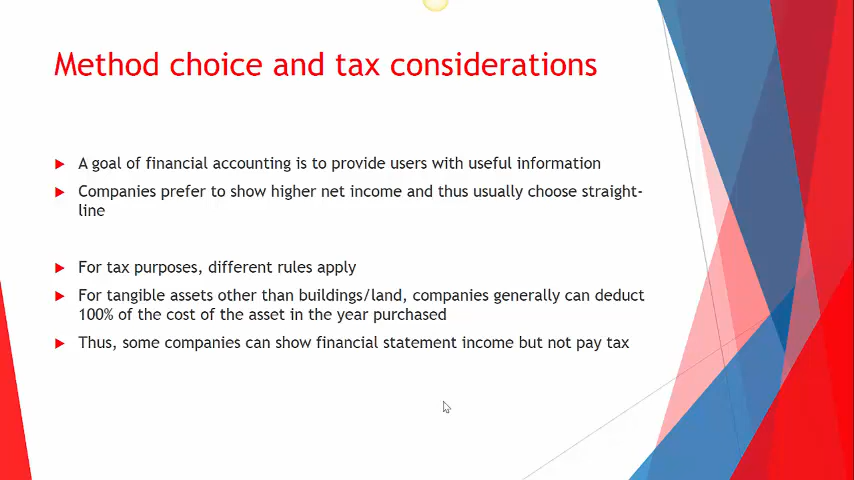 Method choice and tax considerations
A goal of financial accounting is to provide users with useful information
Companies prefer to show higher net income and thus usually choose straight-
line
For tax purposes, different rules apply
For tangible assets other than buildings/land, companies generally can deduct
100% of the cost of the asset in the year purchased
Thus, some companies can show financial statement income but not pay tax